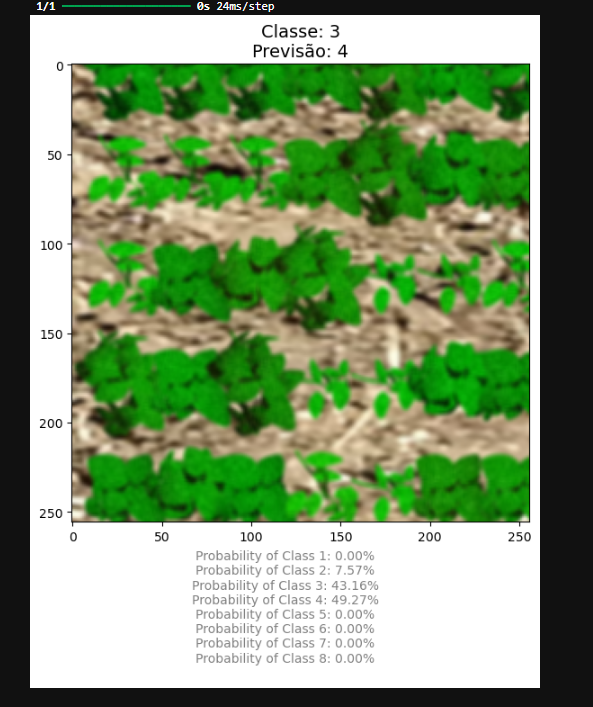 1/1 ━━━━━━━━━━━━━━━━━━━━ 0s 24ms/step
Classe: 3
Previsão: 4
0
50
100
150
200
250
0 50 100 150 200 250
Probability of Class 1: 0.00%
Probability of Class 2: 7.57%
Probability of Class 3: 43.16%
Probability of Class 4: 49.27%
Probability of Class 5: 0.00%
Probability of Class 6: 0.00%
Probability of Class 7: 0.00%
Probability of Class 8: 0.00%